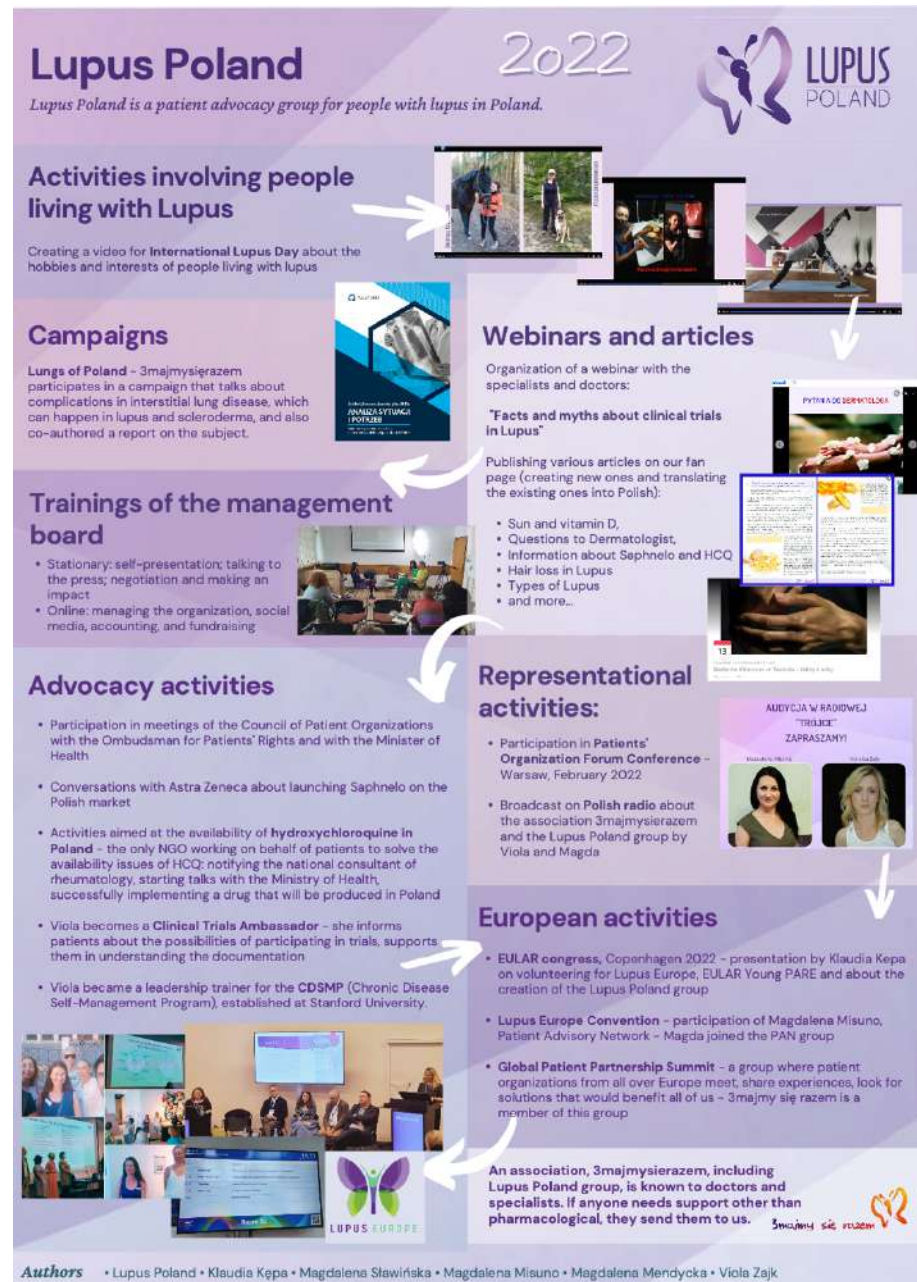 Lupus Poland
2022
LUPUS
POLAND
Lupus Poland is a patient advocacy group for people with lupus in Poland.
Activities involving people
living with Lupus
Creating a video for International Lupus Day about the
hobbies and interests of people living with lupus
Campaigns
Lungs of Poland - 3majmysięrazem
participates in a campaign that talks about
complications in interstitial lung disease, which
can happen in lupus and scleroderma, and also
co-authored a report on the subject.
ANALIZA SYTUACJI
I POTRZEB
Webinars and articles
Organization of a webinar with the
specialists and doctors:
"Facts and myths about clinical trials
in Lupus"
Publishing various articles on our fan
page (creating new ones and translating
the existing ones into Polish):
• Sun and vitamin D,
• Questions to Dermatologist,
• Information about Saphnelo and HCQ
• Hair loss in Lupus
• Types of Lupus
• and more...
PYTANIA DO DERMATOLOGA
13
Trainings of the management
board
• Stationary: self-presentation; talking to
the press; negotiation and making an
impact
• Online: managing the organization, social
media, accounting, and fundraising
Advocacy activities
• Participation in meetings of the Council of Patient Organizations
with the Ombudsman for Patients' Rights and with the Minister of
Health
• Conversations with Astra Zeneca about launching Saphnelo on the
Polish market
• Activities aimed at the availability of hydroxychloroquine in
Poland - the only NGO working on behalf of patients to solve the
availability issues of HCQ: notifying the national consultant of
rheumatology, starting talks with the Ministry of Health,
successfully implementing a drug that will be produced in Poland
• Viola becomes a Clinical Trials Ambassador - she informs
patients about the possibilities of participating in trials, supports
them in understanding the documentation
• Viola became a leadership trainer for the CDSMP (Chronic Disease
Self-Management Program), established at Stanford University.
Representational
activities:
• Participation in Patients'
Organization Forum Conference -
Warsaw, February 2022
• Broadcast on Polish radio about
the association 3majmysierazem
and the Lupus Poland group by
Viola and Magda
AUDYCJA W RADIOWEJ
"TRÓJCE"
ZAPRASZAMY!
European activities
• EULAR congress, Copenhagen 2022 - presentation by Klaudia Kepa
on volunteering for Lupus Europe, EULAR Young PARE and about the
creation of the Lupus Poland group
• Lupus Europe Convention - participation of Magdalena Misuno,
Patient Advisory Network - Magda joined the PAN group
• Global Patient Partnership Summit - a group where patient
organizations from all over Europe meet, share experiences, look for
solutions that would benefit all of us - 3majmy się razem is a
member of this group
LUPUS EUROPE
An association, 3majmysierazem, including
Lupus Poland group, is known to doctors and
specialists. If anyone needs support other than
pharmacological, they send them to us.
3majmy się razem
Authors • Lupus Poland • Klaudia Kępa • Magdalena Sławińska • Magdalena Misuno • Magdalena Mendycka • Viola Zajk